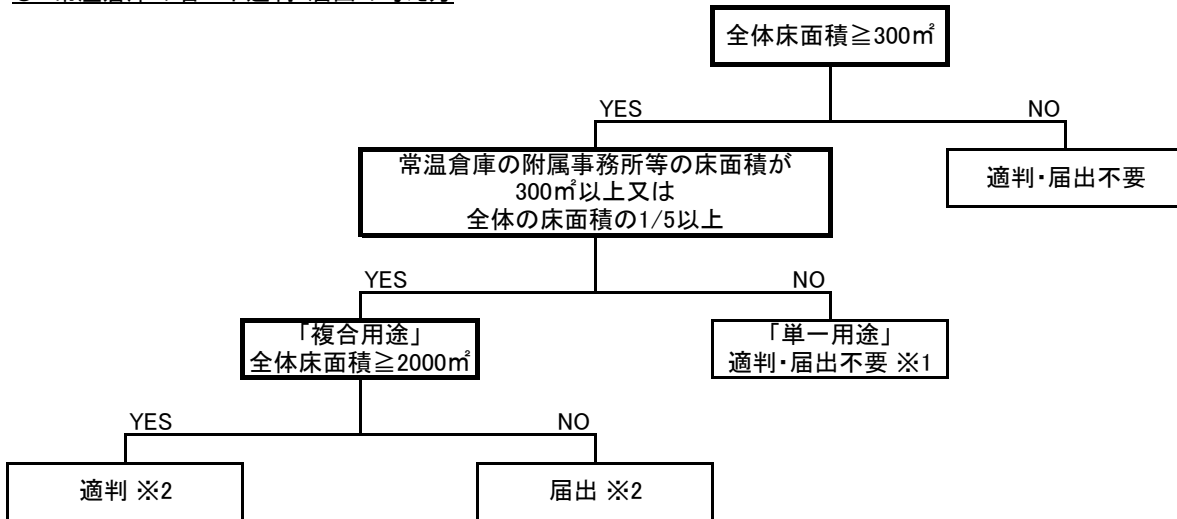 全体床面積≧300㎡
YES
NO
常温倉庫の附属事務所等の床面積が
300㎡以上又は
全体の床面積の1/5以上
適判・届出不要
YES
NO
「複合用途」
全体床面積≧2000㎡
「単一用途」
適判・届出不要 ※1
YES
NO
適判 ※2
届出 ※2